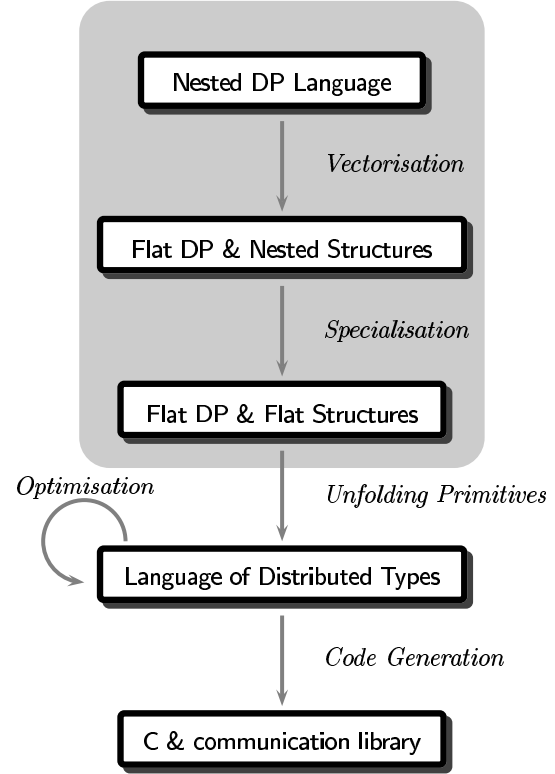 Nested DP Language
Vectorisation
Flat DP & Nested Structures
Specialisation
Flat DP & Flat Structures
Optimisation
Unfolding Primitives
Language of Distributed Types
Code Generation
C & communication library